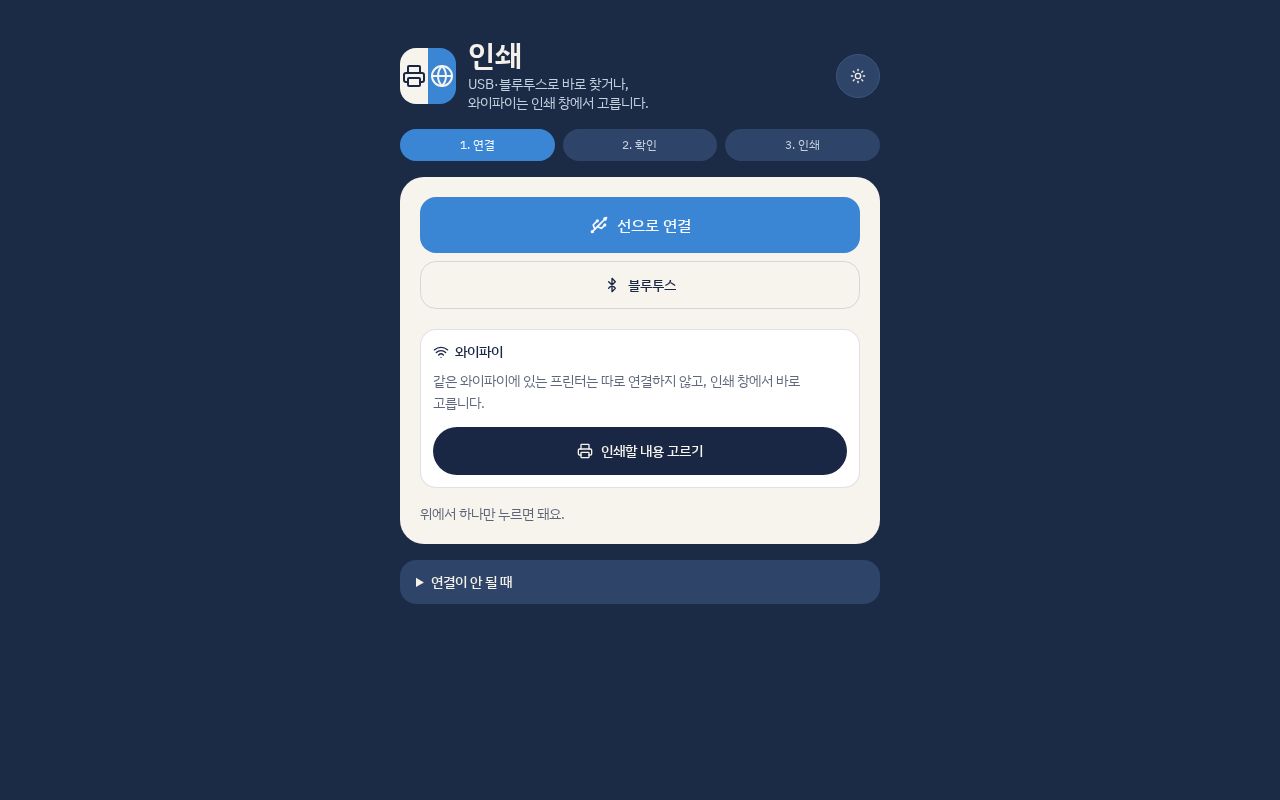 인쇄
USB·블루투스로 바로 찾거나,
와이파이는 인쇄 창에서 고릅니다.
1. 연결
2. 확인
3. 인쇄
선으로 연결
블루투스
와이파이
같은 와이파이에 있는 프린터는 따로 연결하지 않고, 인쇄 창에서 바로
고릅니다.
인쇄할 내용 고르기
위에서 하나만 누르면 돼요.
연결이 안 될 때